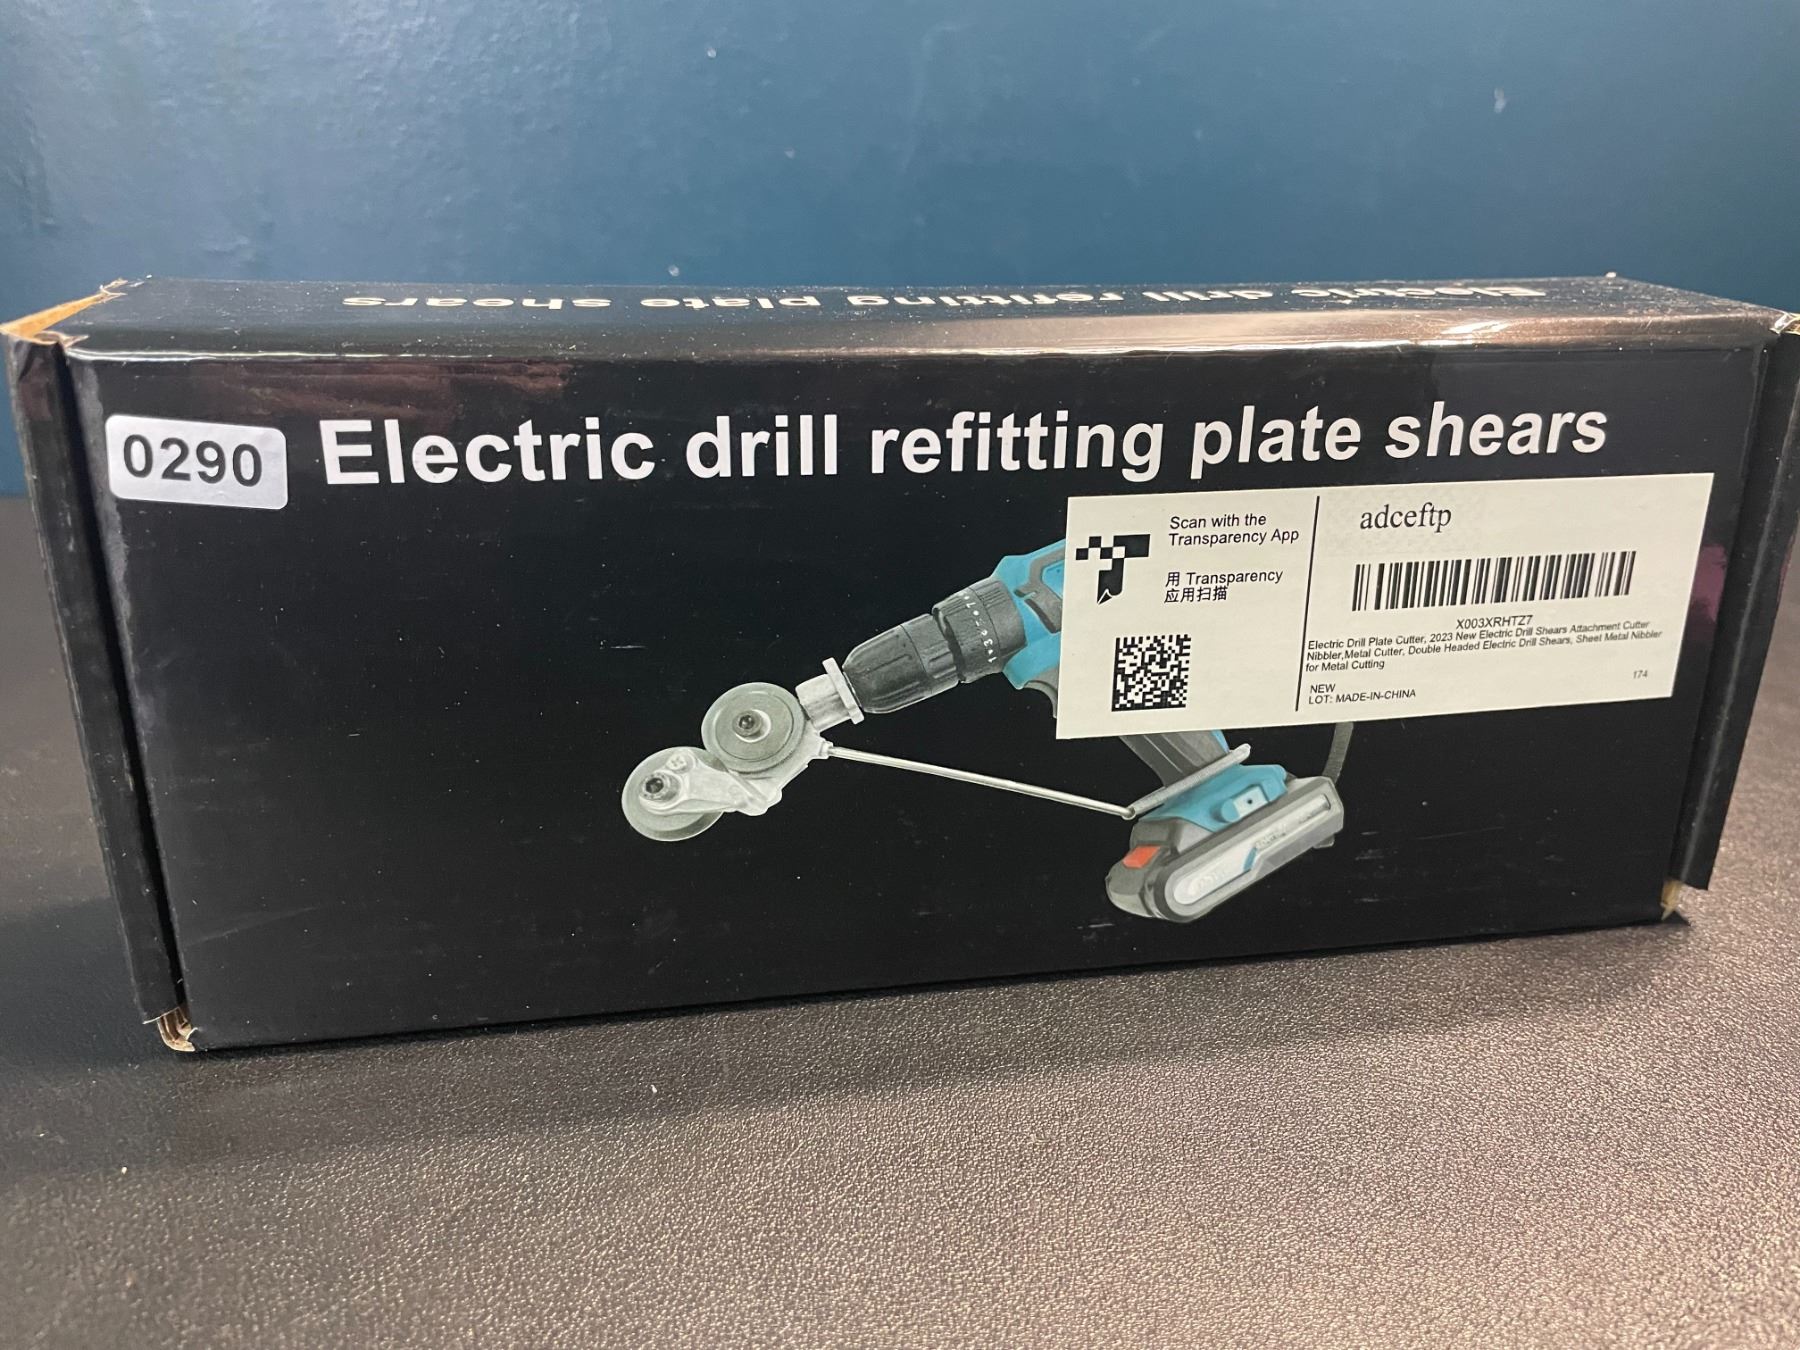 Electric drill refitting plate shears
0290
Electric drill refitting plate shears
Scan with the
Transparency App
用 Transparency
应用扫描
adceftp
X003XRHTZ7
Electric Drill Plate Cutter, 2023 New Electric Drill Shears Attachment Cutter
Nibbler,Metal Cutter, Double Headed Electric Drill Shears, Sheet Metal Nibbler
for Metal Cutting
174
NEW
LOT: MADE-IN-CHINA